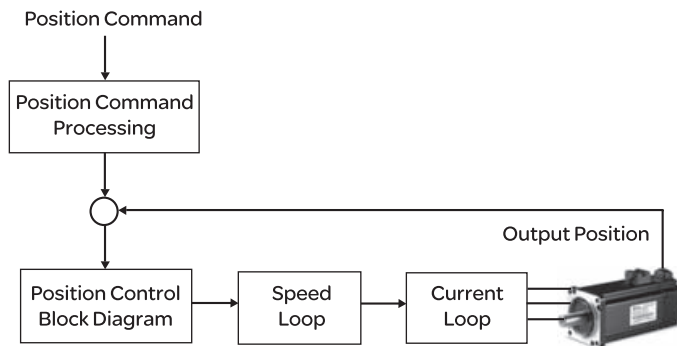 Position Command
Position Command
Processing
Output Position
Position Control
Block Diagram
Speed
Loop
Current
Loop